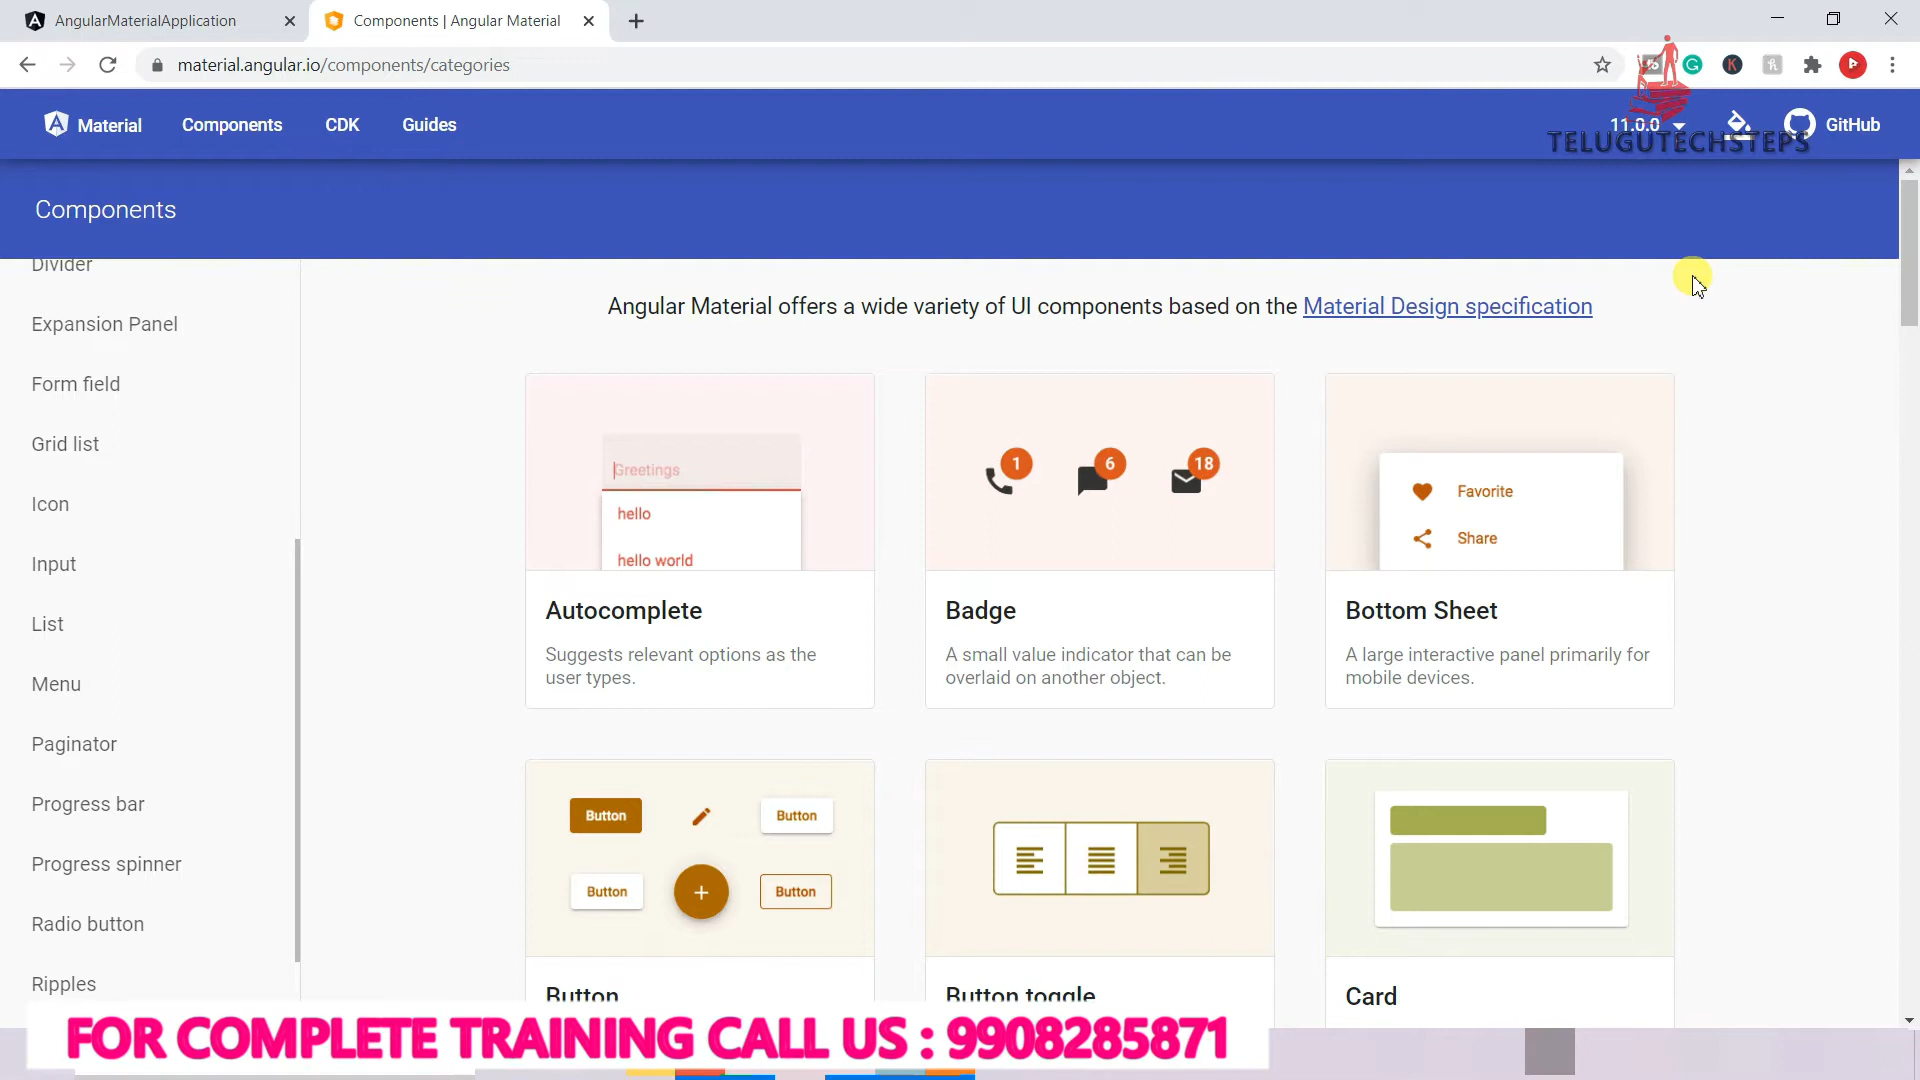 AngularMaterialApplication
Components | Angular Material
material.angular.io/components/categories
Material
Components
CDK
Guides
11.0.0
GitHub
TELUGUTECHSTEPS
Components
Divider
Expansion Panel
Form field
Grid list
Icon
Input
List
Menu
Paginator
Progress bar
Progress spinner
Radio button
Ripples
Angular Material offers a wide variety of UI components based on the Material Design specification
Greetings
hello
hello world
Autocomplete
Suggests relevant options as the
user types.
1
6
18
Badge
A small value indicator that can be
overlaid on another object.
Favorite
Share
Bottom Sheet
A large interactive panel primarily for
mobile devices.
Button
Button
Button
Button
Button
Button toggle
Card
FOR COMPLETE TRAINING CALL US : 9908285871